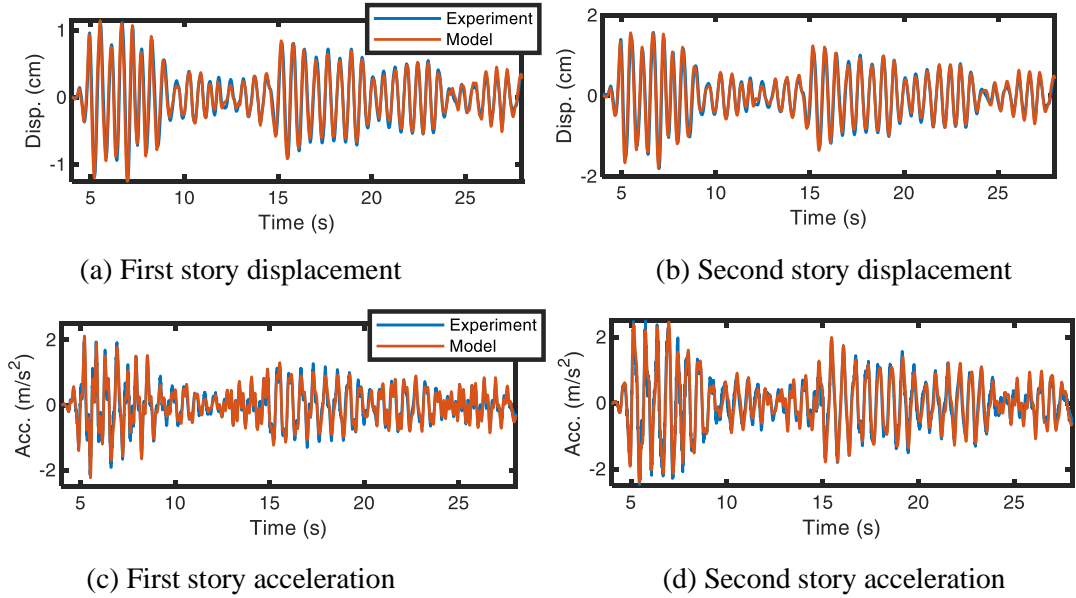 Experiment
Model
Disp. (cm)
1
0
-1
5 10 15 20 25
Time (s)
(a) First story displacement
Disp. (cm)
2
0
-2
5 10 15 20 25
Time (s)
(b) Second story displacement
Experiment
Model
Acc. (m/s²)
2
0
-2
5 10 15 20 25
Time (s)
(c) First story acceleration
Acc. (m/s²)
2
0
-2
5 10 15 20 25
Time (s)
(d) Second story acceleration